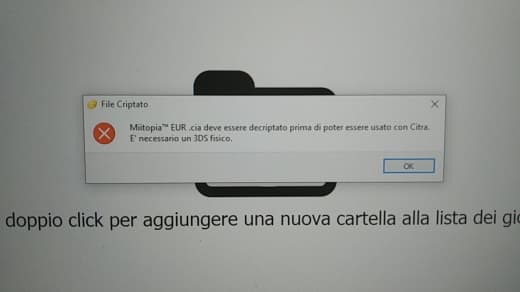 File Criptato
Miitopia™ EUR .cia deve essere decriptato prima di poter essere usato con Citra.
E' necessario un 3DS fisico.
OK
doppio click per aggiungere una nuova cartella alla lista dei gio